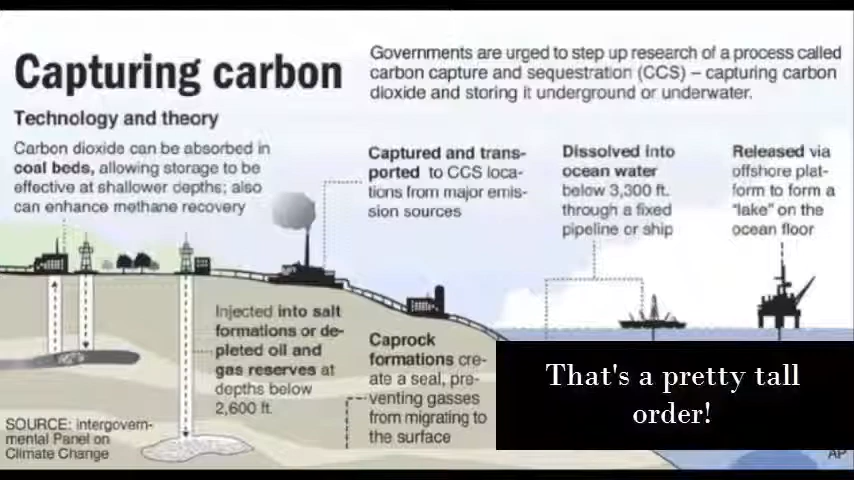 Capturing carbon
Governments are urged to step up research of a process called
carbon capture and sequestration (CCS) – capturing carbon
dioxide and storing it underground or underwater.
Technology and theory
Carbon dioxide can be absorbed in
coal beds, allowing storage to be
effective at shallower depths; also
can enhance methane recovery
Captured and trans-
ported to CCS loca-
tions from major emis-
sion sources
Dissolved into
ocean water
below 3,300 ft.
through a fixed
pipeline or ship
Released via
offshore plat-
form to form a
"lake" on the
ocean floor
Injected into salt
formations or de-
pleted oil and
gas reserves at
depths below
2,600 ft.
Caprock
formations cre-
ate a seal, pre-
venting gasses
from migrating to
the surface
That's a pretty tall
order!
SOURCE: Intergovern-
mental Panel on
Climate Change
AP